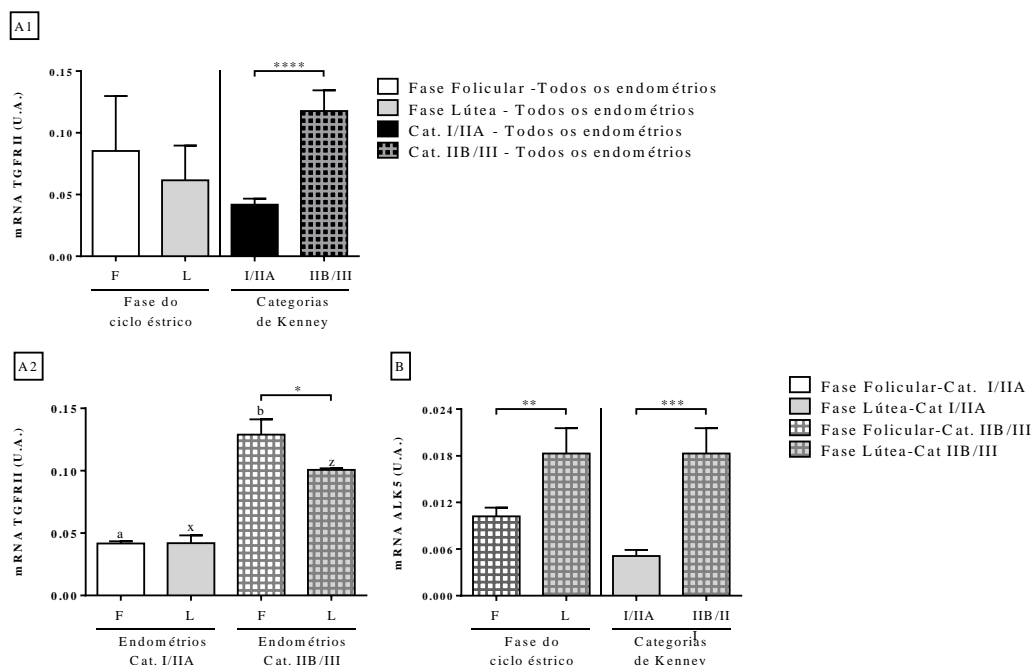 A1
mRNA TGFRII (U.A.)
0.15
0.10
0.05
0.00
****
F
L
I/IIA
IIB/III
Fase do
ciclo éstrico
Categorias
de Kenney
Fase Folicular -Todos os endométrios
Fase Lútea - Todos os endométrios
Cat. I/IIA - Todos os endométrios
Cat. IIB/III - Todos os endométrios
A2
mRNA TGFRII (U.A.)
0.15
0.10
0.05
0.00
a
x
b
z
*
F
L
F
L
Endométrios
Cat. I/IIA
Endométrios
Cat. IIB/III
B
mRNA ALK5 (U.A.)
0.024
0.018
0.012
0.006
0.000
**
***
F
L
I/IIA
IIB/II
I
Fase do
ciclo éstrico
Categorias
de Kenney
Fase Folicular-Cat. I/IIA
Fase Lútea-Cat I/IIA
Fase Folicular-Cat. IIB/III
Fase Lútea-Cat IIB/III